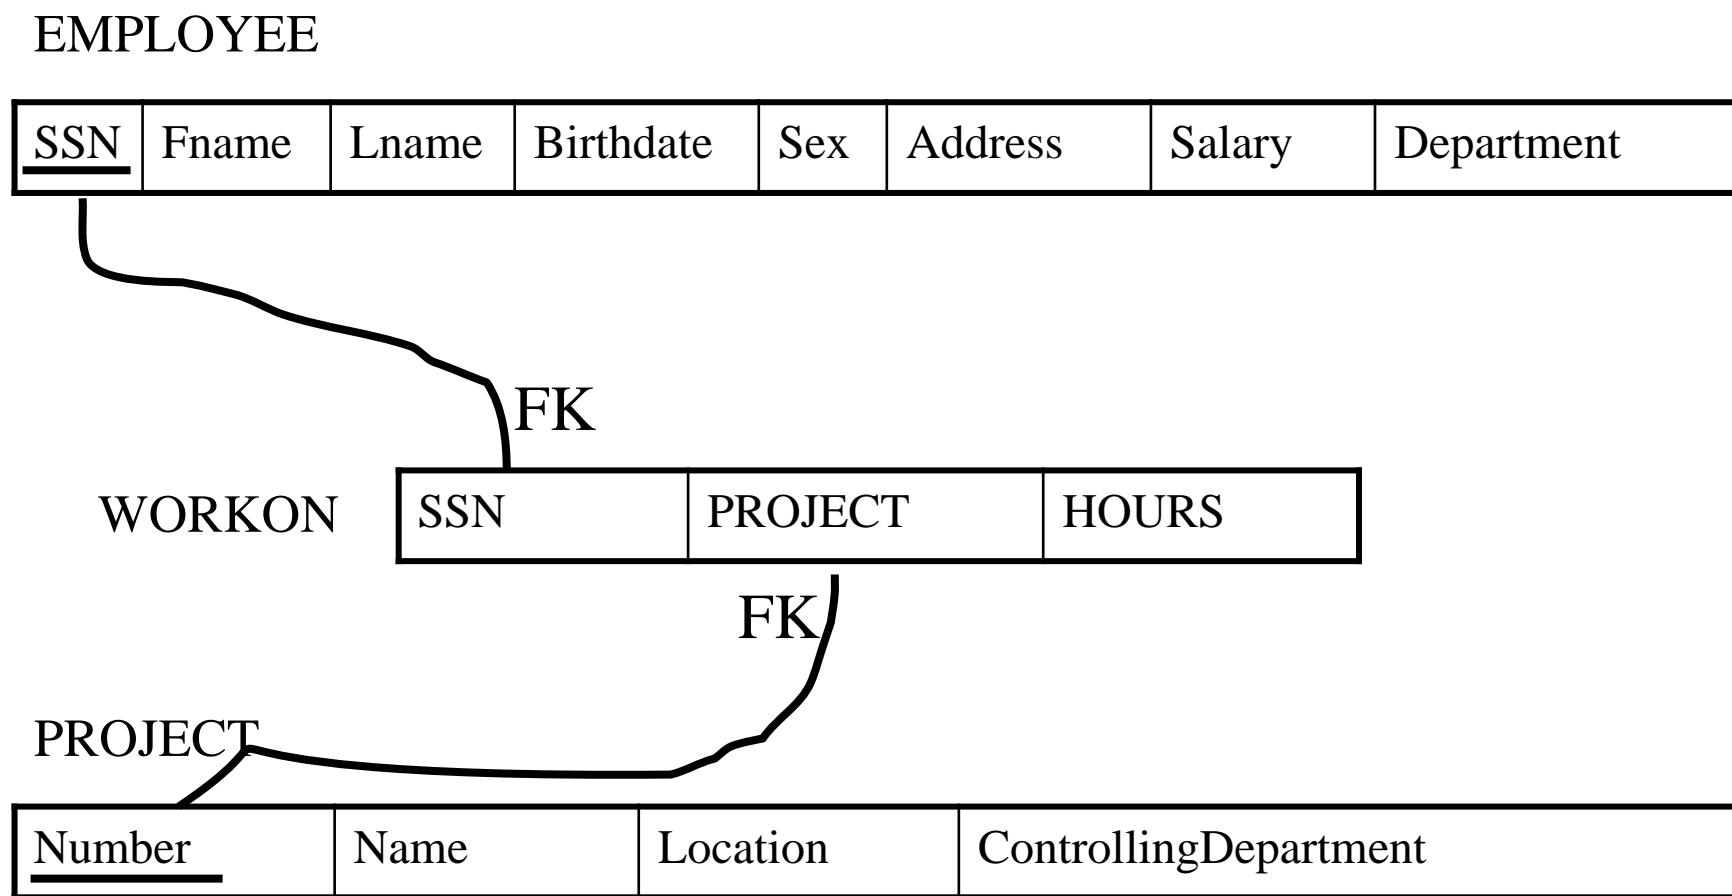 EMPLOYEE
SSN Fname Lname Birthdate Sex Address Salary Department
FK
WORKON SSN PROJECT HOURS
FK
PROJECT
Number Name Location ControllingDepartment